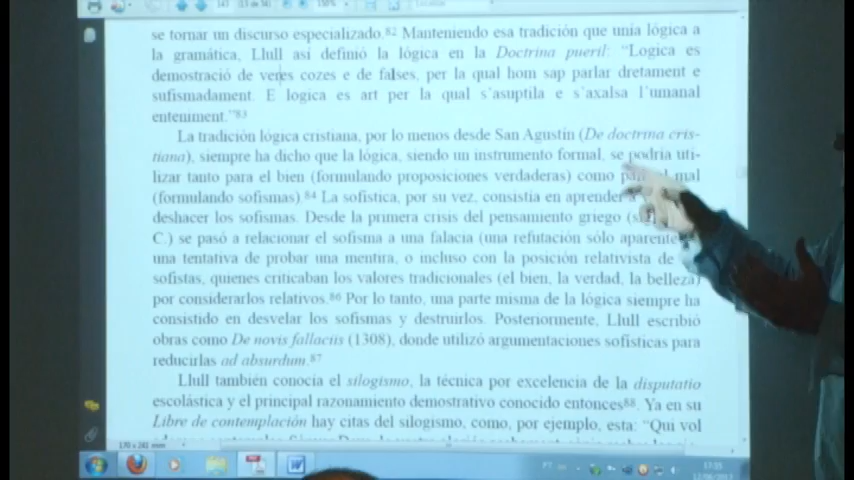 se tornar un discurso especializado.82 Manteniendo esa tradición que unía lógica a
la gramática, Llull así definió la lógica en la Doctrina pueril: “Logica es
demostració de veres cozes e de falses, per la qual hom sap parlar dretament e
sufismadament. E logica es art per la qual s’asuptila e s’axalsa l’umanal
enteniment.”83
La tradición lógica cristiana, por lo menos desde San Agustín (De doctrina cris-
tiana), siempre ha dicho que la lógica, siendo un instrumento formal, se podría uti-
lizar tanto para el bien (formulando proposiciones verdaderas) como mal
(formulando sofismas).84 La sofística, por su vez, consistía en aprender
deshacer los sofismas. Desde la primera crisis del pensamiento griego
C.) se pasó a relacionar el sofisma a una falacia (una refutación sólo aparente
una tentativa de probar una mentira, o incluso con la posición relativista de
sofistas, quienes criticaban los valores tradicionales (el bien, la verdad, la belleza)
por considerarlos relativos.86 Por lo tanto, una parte misma de la lógica siempre ha
consistido en desvelar los sofismas y destruirlos. Posteriormente, Llull escribió
obras como De novis fallaciis (1308), donde utilizó argumentaciones sofísticas para
reducirlas ad absurdum.87
Llull también conocía el silogismo, la técnica por excelencia de la disputatio
escolástica y el principal razonamiento demostrativo conocido entonces88. Ya en su
Libre de contemplación hay citas del silogismo, como, por ejemplo, esta: “Qui vol
170 x 241 mm
PT
17:35